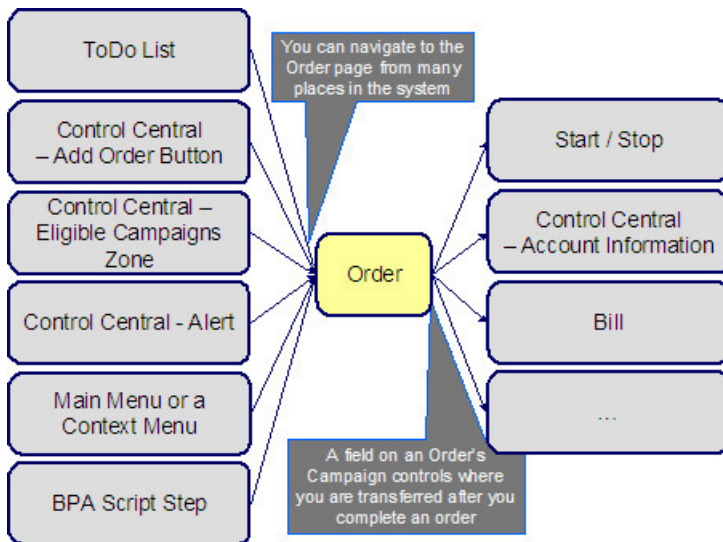 ToDo List
Control Central
– Add Order Button
Control Central –
Eligible Campaigns
Zone
Control Central - Alert
Main Menu or a
Context Menu
BPA Script Step
You can navigate to the
Order page from many
places in the system
Order
A field on an Order's
Campaign controls where
you are transferred after you
complete an order
Start / Stop
Control Central
– Account Information
Bill
...